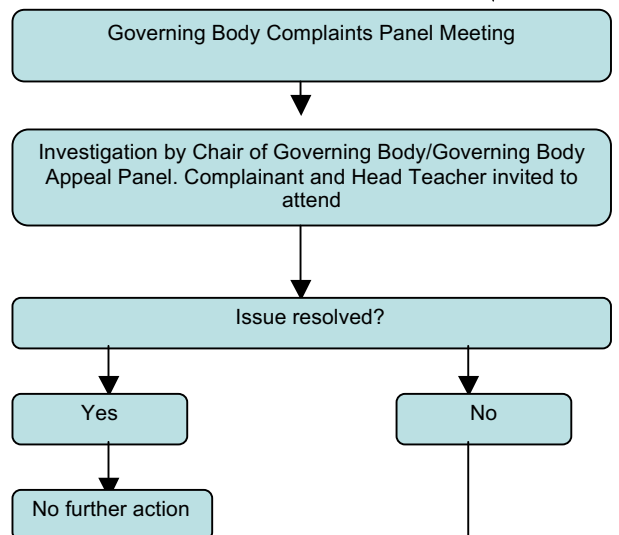 Governing Body Complaints Panel Meeting
Investigation by Chair of Governing Body/Governing Body
Appeal Panel. Complainant and Head Teacher invited to
attend
Issue resolved?
Yes
No
No further action